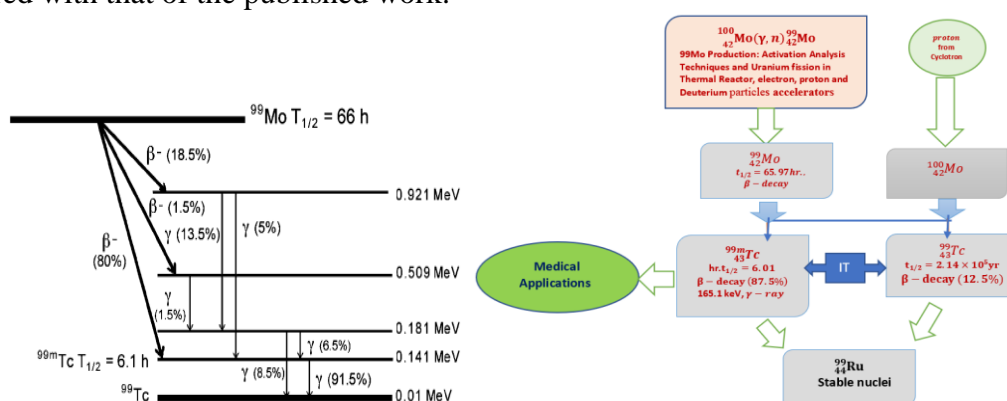 ed with that of the published work.
⁹⁹Mo T₁/₂ = 66 h
β⁻ (18.5%)
0.921 MeV
β⁻ (1.5%)
γ (13.5%)
γ (5%)
β⁻
(80%)
0.509 MeV
γ
(1.5%)
0.181 MeV
γ (6.5%)
⁹⁹ᵐTc T₁/₂ = 6.1 h
0.141 MeV
γ (8.5%)
γ (91.5%)
⁹⁹Tc
0.01 MeV
¹⁰⁰₄₂Mo(γ, n)⁹⁹₄₂Mo
99Mo Production: Activation Analysis
Techniques and Uranium fission in
Thermal Reactor, electron, proton and
Deuterium particles accelerators
proton
from
Cyclotron
⁹⁹₄₂Mo
t₁/₂ = 65.97hr..
β − decay
¹⁰⁰₄₂Mo
Medical
Applications
⁹⁹ᵐ₄₃Tc
hr.t₁/₂ = 6.01
β − decay (87.5%)
165.1 keV, γ − ray
IT
⁹⁹₄₃Tc
t₁/₂ = 2.14 × 10⁵yr
β − decay (12.5%)
⁹⁹₄₄Ru
Stable nuclei